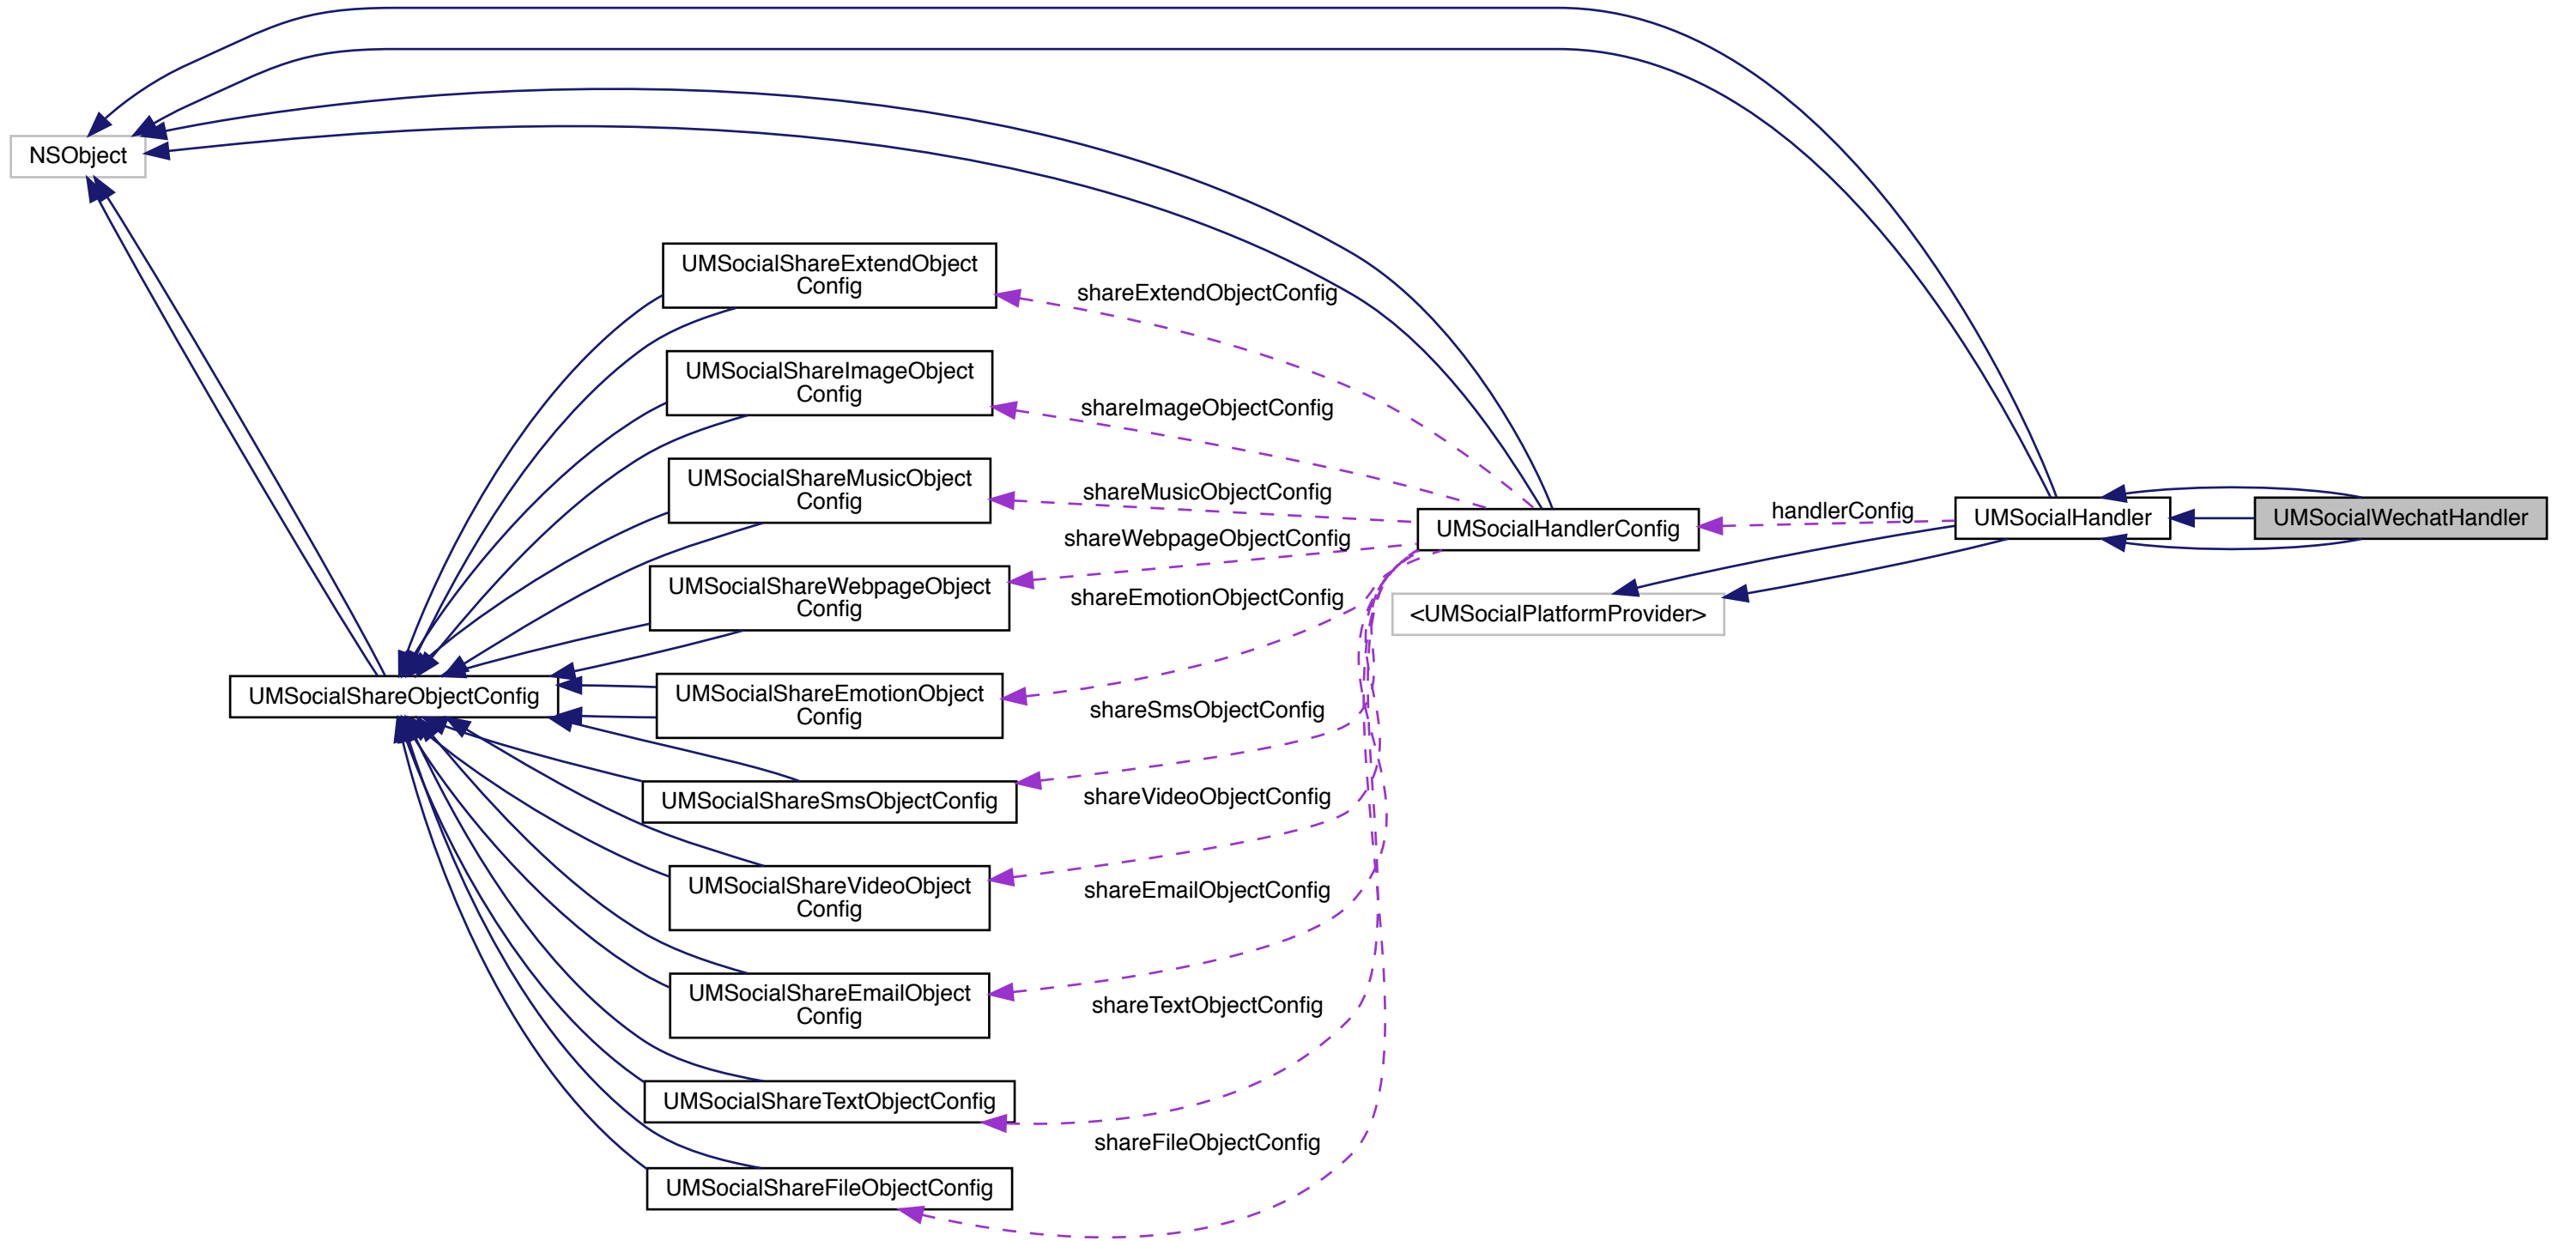 NSObject
UMSocialShareExtendObject
Config
shareExtendObjectConfig
UMSocialShareImageObject
Config
shareImageObjectConfig
UMSocialShareMusicObject
Config
shareMusicObjectConfig
handlerConfig
UMSocialHandler
UMSocialWechatHandler
UMSocialHandlerConfig
shareWebpageObjectConfig
UMSocialShareWebpageObject
Config
shareEmotionObjectConfig
<UMSocialPlatformProvider>
UMSocialShareObjectConfig
UMSocialShareEmotionObject
Config
shareSmsObjectConfig
UMSocialShareSmsObjectConfig
shareVideoObjectConfig
UMSocialShareVideoObject
Config
shareEmailObjectConfig
UMSocialShareEmailObject
Config
shareTextObjectConfig
UMSocialShareTextObjectConfig
shareFileObjectConfig
UMSocialShareFileObjectConfig